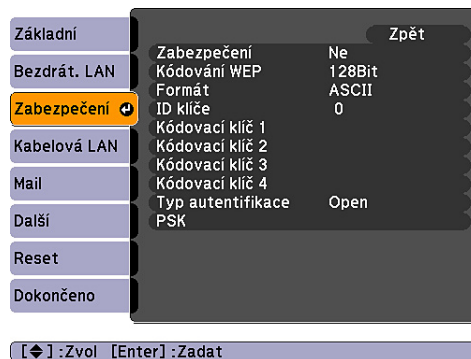 Základní
Bezdrát. LAN
Zabezpečení
Kabelová LAN
Mail
Další
Reset
Dokončeno
Zpět
Zabezpečení Ne
Kódování WEP 128Bit
Formát ASCII
ID klíče 0
Kódovací klíč 1
Kódovací klíč 2
Kódovací klíč 3
Kódovací klíč 4
Typ autentifikace Open
PSK
[◆] :Zvol [Enter] :Zadat